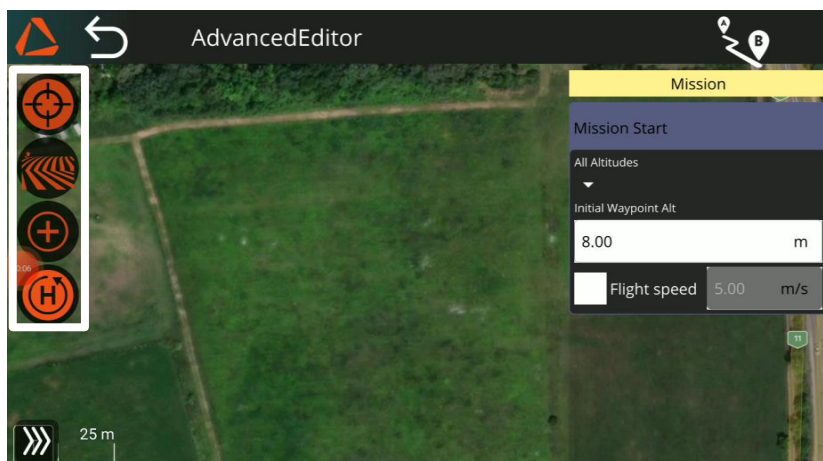 AdvancedEditor
A
B
Mission
Mission Start
All Altitudes
Initial Waypoint Alt
8.00 m
Flight speed 5.00 m/s
H
11
25 m